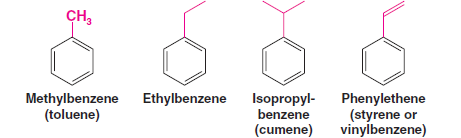 CH3
Methylbenzene
(toluene)
Ethylbenzene
Isopropyl-
benzene
(cumene)
Phenylethene
(styrene or
vinylbenzene)